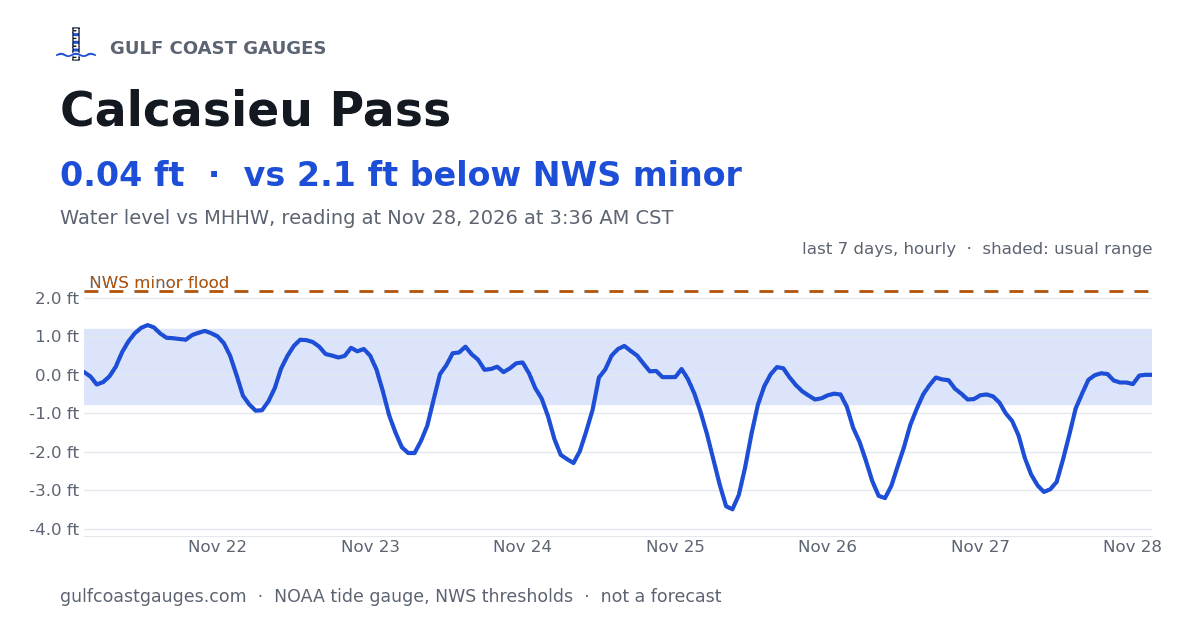 GULF COAST GAUGES
Calcasieu Pass
0.04 ft · vs 2.1 ft below NWS minor
Water level vs MHHW, reading at Nov 28, 2026 at 3:36 AM CST
last 7 days, hourly · shaded: usual range
NWS minor flood
2.0 ft
1.0 ft
0.0 ft
-1.0 ft
-2.0 ft
-3.0 ft
-4.0 ft
Nov 22 Nov 23 Nov 24 Nov 25 Nov 26 Nov 27 Nov 28
gulfcoastgauges.com · NOAA tide gauge, NWS thresholds · not a forecast